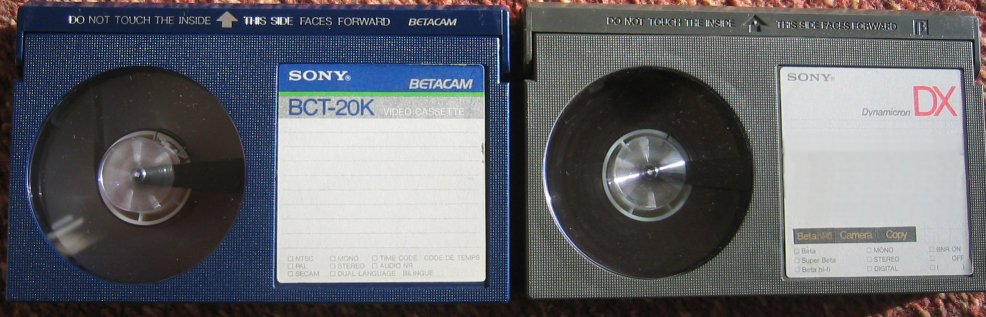 DO NOT TOUCH THE INSIDE THIS SIDE FACES FORWARD BETACAM
SONY®
BETACAM
BCT-20K VIDEO CASSETTE
NTSC MONO TIME CODE CODE DE TEMPS
PAL STEREO AUDIO NR
SECAM DUAL-LANGUAGE BILINGUE
DO NOT TOUCH THE INSIDE THIS SIDE FACES FORWARD
SONY®
Dynamicron DX
Beta Camera Copy
Beta MONO BNR ON
Super Beta STEREO OFF
Beta hi-fi DIGITAL ( )